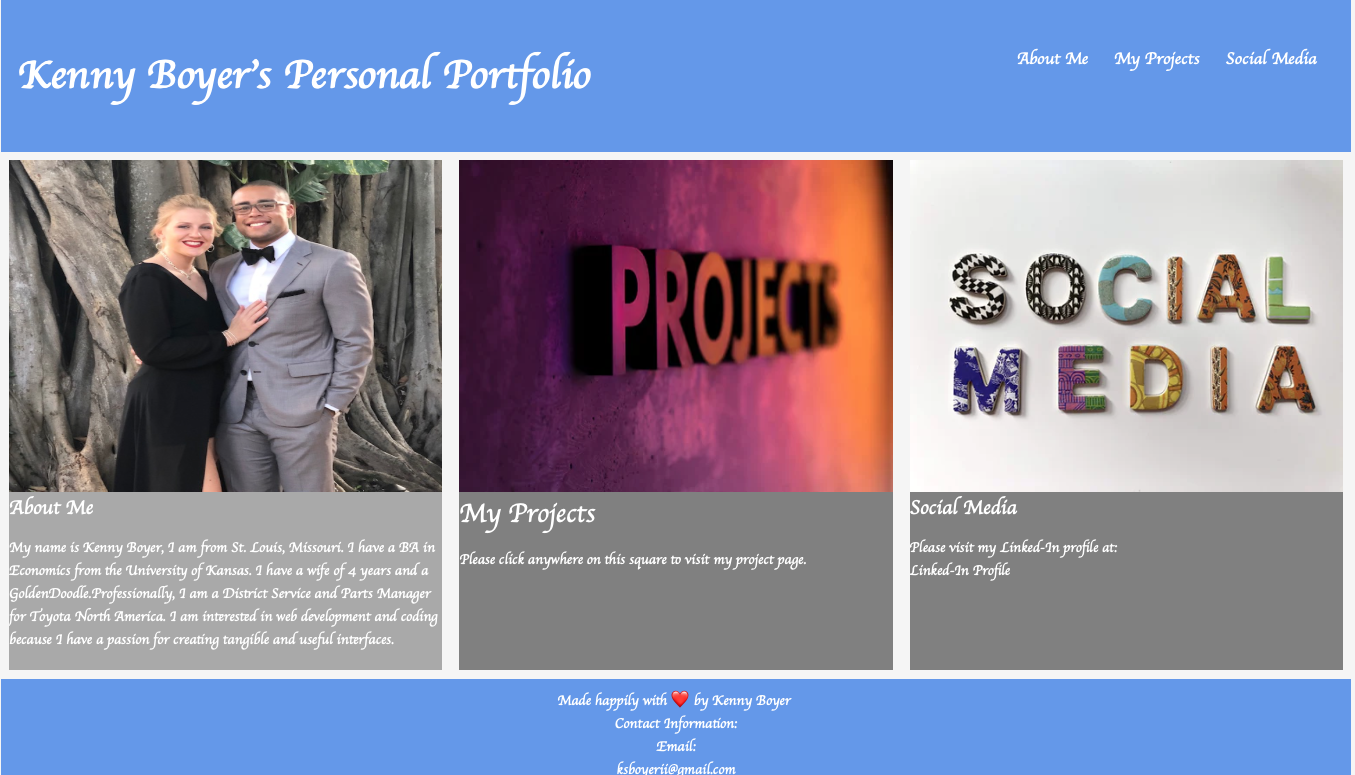 Kenny Boyer's Personal Portfolio
About Me My Projects Social Media
PROJECTS
SOCIAL
MEDIA
About Me
My name is Kenny Boyer, I am from St. Louis, Missouri. I have a BA in
Economics from the University of Kansas. I have a wife of 4 years and a
GoldenDoodle.Professionally, I am a District Service and Parts Manager
for Toyota North America. I am interested in web development and coding
because I have a passion for creating tangible and useful interfaces.
My Projects
Please click anywhere on this square to visit my project page.
Social Media
Please visit my Linked-In profile at:
Linked-In Profile
Made happily with ❤️ by Kenny Boyer
Contact Information:
Email:
ksboyerii@gmail.com